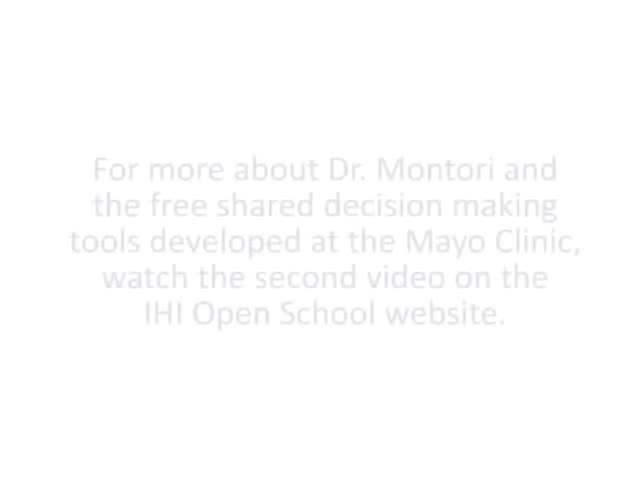 For more about Dr. Montori and
the free shared decision making
tools developed at the Mayo Clinic,
watch the second video on the
IHI Open School website.